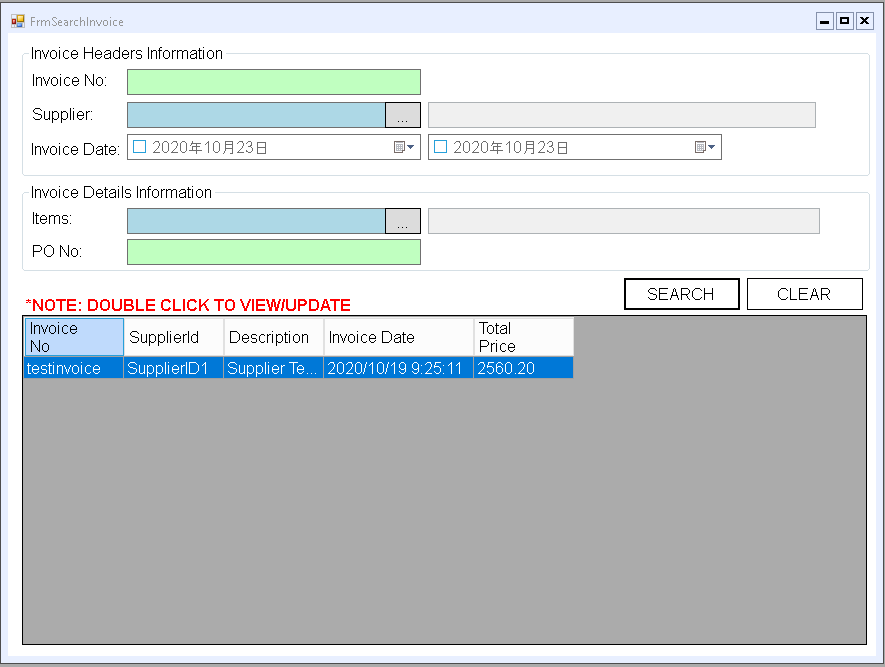 FrmSearchInvoice
Invoice Headers Information
Invoice No:
Supplier:
...
Invoice Date:
2020年10月23日
2020年10月23日
Invoice Details Information
Items:
...
PO No:
SEARCH
CLEAR
*NOTE: DOUBLE CLICK TO VIEW/UPDATE
Invoice
No
SupplierId
Description
Invoice Date
Total
Price
testinvoice
SupplierID1
Supplier Te...
2020/10/19 9:25:11
2560.20